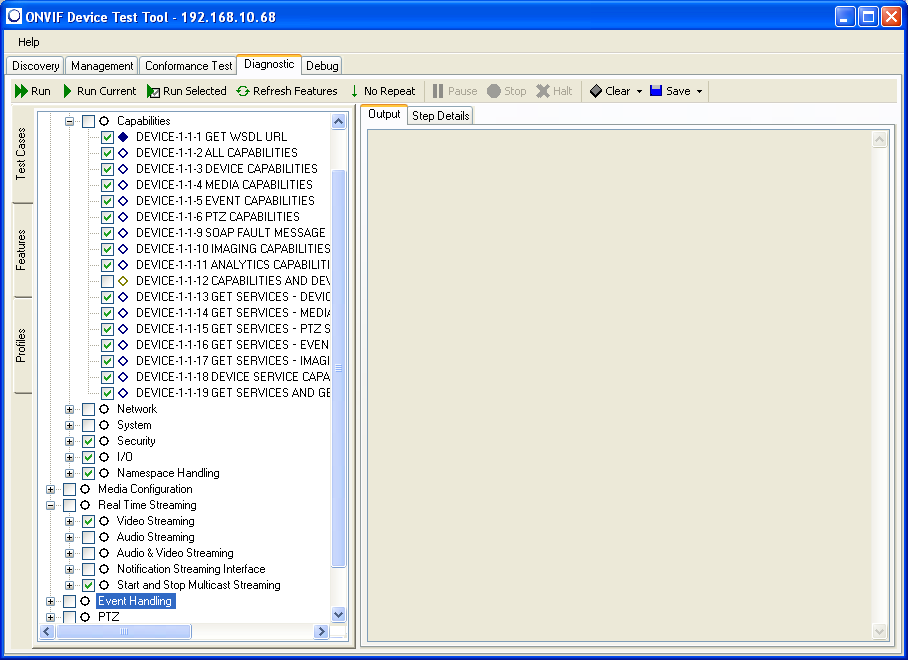 ONVIF Device Test Tool - 192.168.10.68
Help
Discovery Management Conformance Test Diagnostic Debug
Run Run Current Run Selected Refresh Features No Repeat Pause Stop Halt Clear Save
Test Cases
Features
Profiles
Output Step Details
Capabilities
DEVICE-1-1-1 GET WSDL URL
DEVICE-1-1-2 ALL CAPABILITIES
DEVICE-1-1-3 DEVICE CAPABILITIES
DEVICE-1-1-4 MEDIA CAPABILITIES
DEVICE-1-1-5 EVENT CAPABILITIES
DEVICE-1-1-6 PTZ CAPABILITIES
DEVICE-1-1-9 SOAP FAULT MESSAGE
DEVICE-1-1-10 IMAGING CAPABILITIES
DEVICE-1-1-11 ANALYTICS CAPABILITI
DEVICE-1-1-12 CAPABILITIES AND DEV
DEVICE-1-1-13 GET SERVICES - DEVIC
DEVICE-1-1-14 GET SERVICES - MEDIA
DEVICE-1-1-15 GET SERVICES - PTZ S
DEVICE-1-1-16 GET SERVICES - EVEN
DEVICE-1-1-17 GET SERVICES - IMAGI
DEVICE-1-1-18 DEVICE SERVICE CAPA
DEVICE-1-1-19 GET SERVICES AND GE
Network
System
Security
I/O
Namespace Handling
Media Configuration
Real Time Streaming
Video Streaming
Audio Streaming
Audio & Video Streaming
Notification Streaming Interface
Start and Stop Multicast Streaming
Event Handling
PTZ